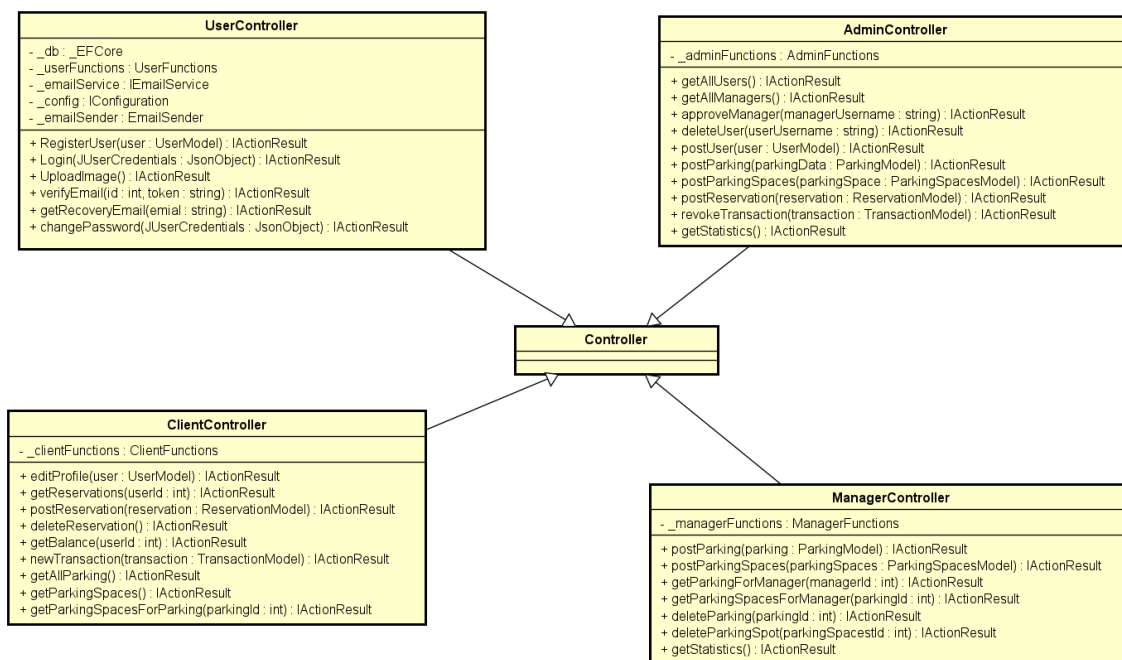 UserController
- _db : _EFCore
- _userFunctions : UserFunctions
- _emailService : IEmailService
- _config : IConfiguration
- _emailSender : EmailSender
+ RegisterUser(user : UserModel) : IActionResult
+ Login(JUserCredentials : JsonObject) : IActionResult
+ UploadImage() : IActionResult
+ verifyEmail(id : int, token : string) : IActionResult
+ getRecoveryEmail(emial : string) : IActionResult
+ changePassword(JUserCredentials : JsonObject) : IActionResult
AdminController
- _adminFunctions : AdminFunctions
+ getAllUsers() : IActionResult
+ getAllManagers() : IActionResult
+ approveManager(managerUsername : string) : IActionResult
+ deleteUser(userUsername : string) : IActionResult
+ postUser(user : UserModel) : IActionResult
+ postParking(parkingData : ParkingModel) : IActionResult
+ postParkingSpaces(parkingSpace : ParkingSpacesModel) : IActionResult
+ postReservation(reservation : ReservationModel) : IActionResult
+ revokeTransaction(transaction : TransactionModel) : IActionResult
+ getStatistics() : IActionResult
Controller
ClientController
- _clientFunctions : ClientFunctions
+ editProfile(user : UserModel) : IActionResult
+ getReservations(userId : int) : IActionResult
+ postReservation(reservation : ReservationModel) : IActionResult
+ deleteReservation() : IActionResult
+ getBalance(userId : int) : IActionResult
+ newTransaction(transaction : TransactionModel) : IActionResult
+ getAllParking() : IActionResult
+ getParkingSpaces() : IActionResult
+ getParkingSpacesForParking(parkingId : int) : IActionResult
ManagerController
- _managerFunctions : ManagerFunctions
+ postParking(parking : ParkingModel) : IActionResult
+ postParkingSpaces(parkingSpaces : ParkingSpacesModel) : IActionResult
+ getParkingForManager(managerId : int) : IActionResult
+ getParkingSpacesForManager(parkingId : int) : IActionResult
+ deleteParking(parkingId : int) : IActionResult
+ deleteParkingSpot(parkingSpacestId : int) : IActionResult
+ getStatistics() : IActionResult